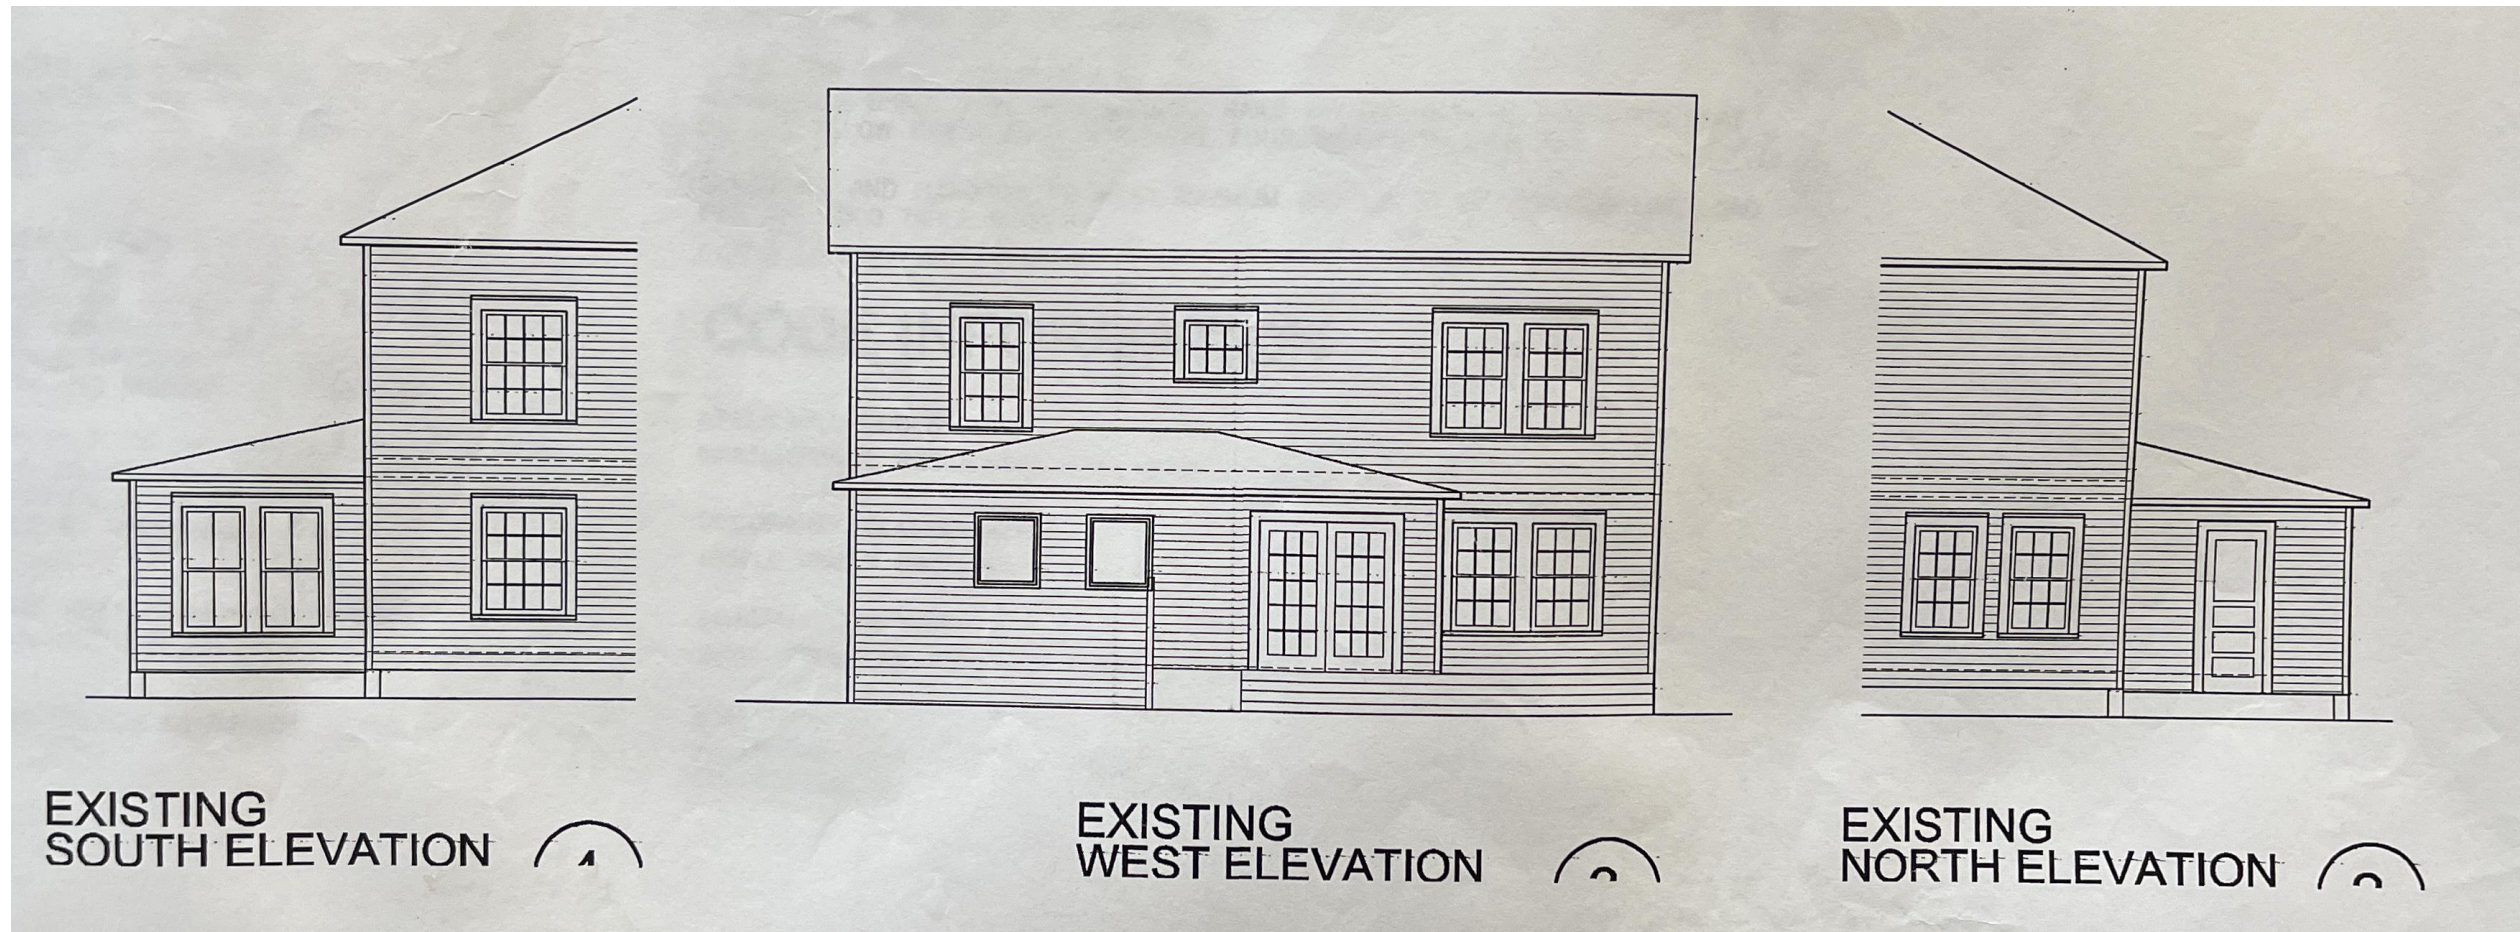 EXISTING
SOUTH ELEVATION
EXISTING
WEST ELEVATION
EXISTING
NORTH ELEVATION